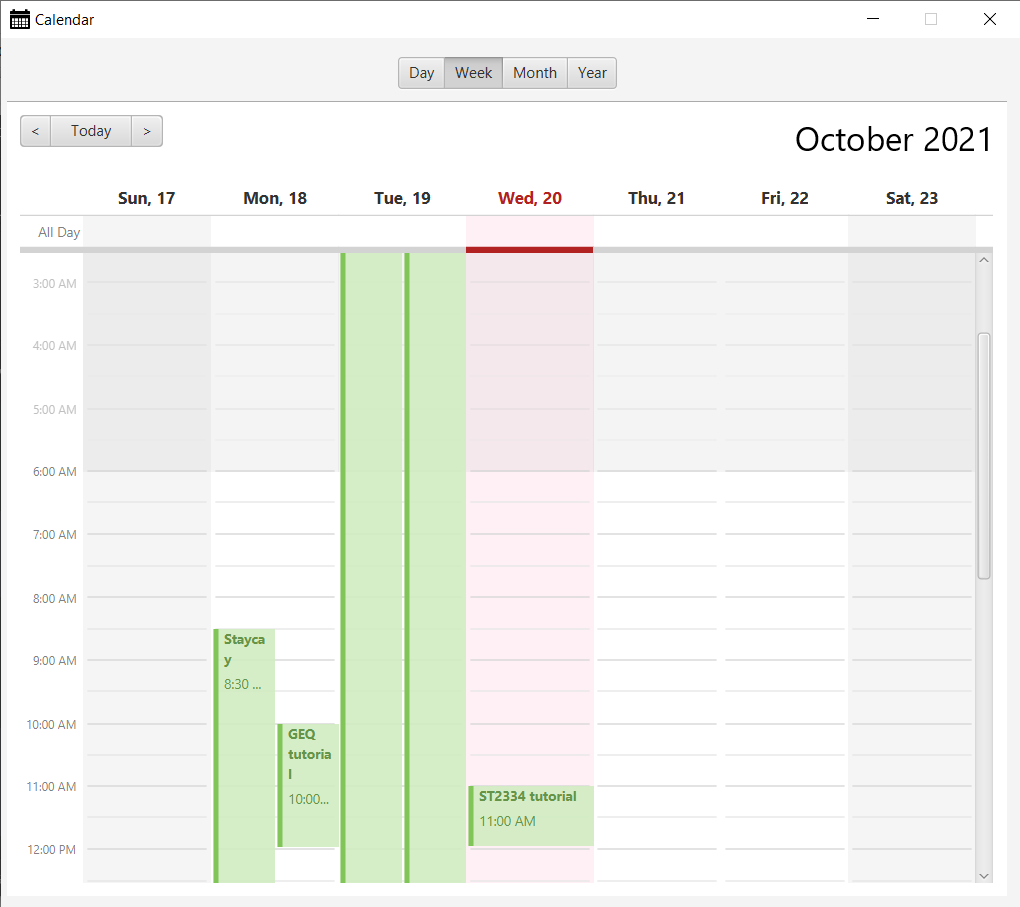 Calendar
Day Week Month Year
< Today >
October 2021
Sun, 17 Mon, 18 Tue, 19 Wed, 20 Thu, 21 Fri, 22 Sat, 23
All Day
3:00 AM
4:00 AM
5:00 AM
6:00 AM
7:00 AM
8:00 AM
Stayca
y
9:00 AM
8:30 ...
10:00 AM
GEQ
tutoria
l
11:00 AM
10:00...
ST2334 tutorial
11:00 AM
12:00 PM